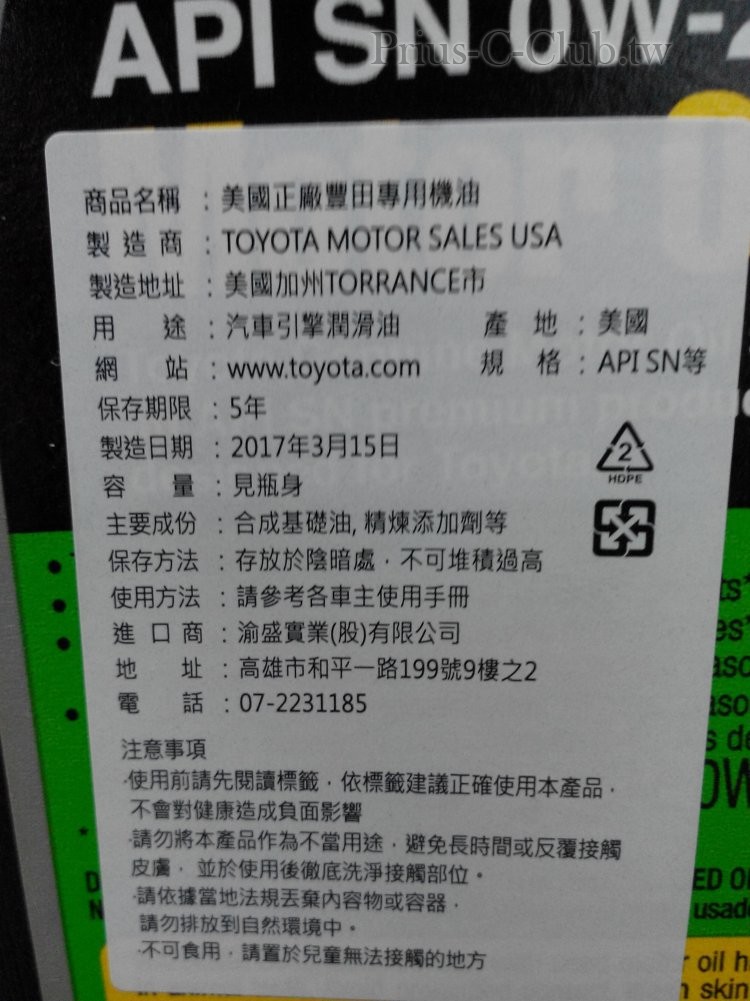 API SN 0W-2
Prius-C-Club.tw
商品名稱 ：美國正廠豐田專用機油
製造商 ：TOYOTA MOTOR SALES USA
製造地址 ：美國加州TORRANCE市
用途 ：汽車引擎潤滑油 產地 ：美國
網站 ：www.toyota.com 規格 ：API SN等
保存期限 ：5年
製造日期 ：2017年3月15日
容量 ：見瓶身
2
HDPE
主要成份 ：合成基礎油, 精煉添加劑等
保存方法 ：存放於陰暗處，不可堆積過高
使用方法 ：請參考各車主使用手冊
進口商 ：渝盛實業(股)有限公司
地址 ：高雄市和平一路199號9樓之2
電話 ：07-2231185
注意事項
·使用前請先閱讀標籤，依標籤建議正確使用本產品，
不會對健康造成負面影響
·請勿將本產品作為不當用途，避免長時間或反覆接觸
皮膚，並於使用後徹底洗淨接觸部位。
·請依據當地法規丟棄內容物或容器，
請勿排放到自然環境中。
·不可食用，請置於兒童無法接觸的地方
oil h
skin